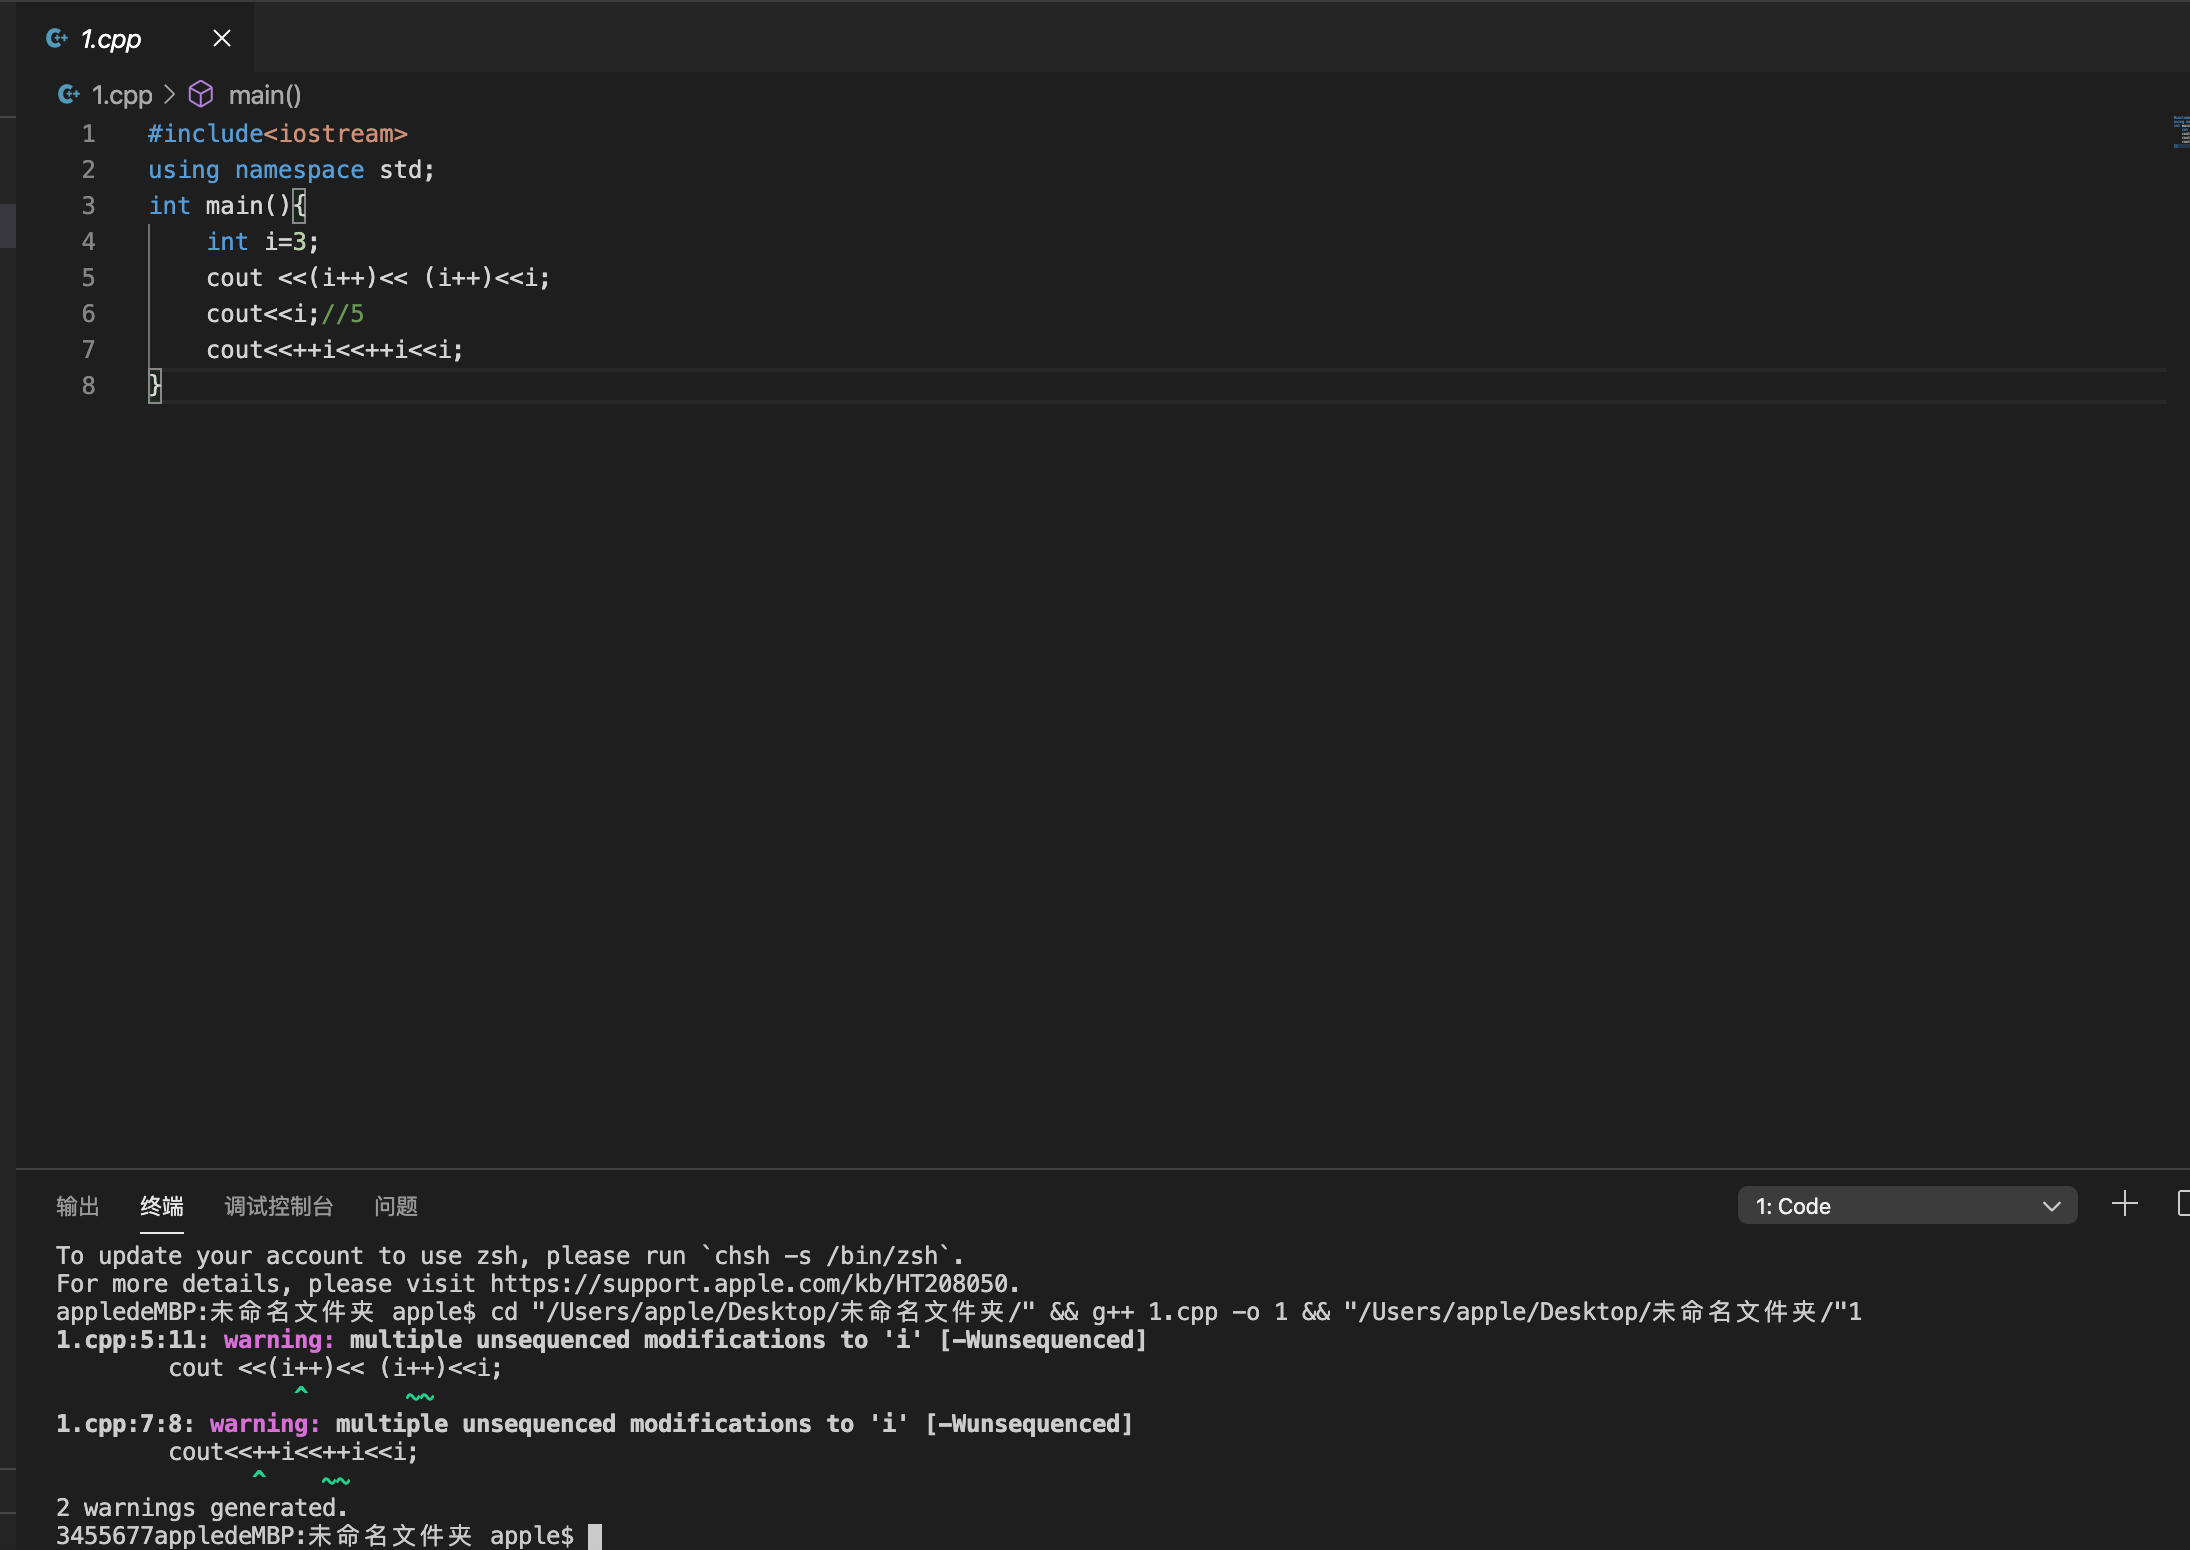 1.cpp
1.cpp > main()
1 #include<iostream>
2 using namespace std;
3 int main(){
4     int i=3;
5     cout <<(i++)<< (i++)<<i;
6     cout<<i;//5
7     cout<<++i<<++i<<i;
8 }
输出 终端 调试控制台 问题 1: Code
To update your account to use zsh, please run `chsh -s /bin/zsh`.
For more details, please visit https://support.apple.com/kb/HT208050.
appledeMBP:未命名文件夹 apple$ cd "/Users/apple/Desktop/未命名文件夹/" && g++ 1.cpp -o 1 && "/Users/apple/Desktop/未命名文件夹/"1
1.cpp:5:11: warning: multiple unsequenced modifications to 'i' [-Wunsequenced]
        cout <<(i++)<< (i++)<<i;
                 ^       ~~
1.cpp:7:8: warning: multiple unsequenced modifications to 'i' [-Wunsequenced]
        cout<<++i<<++i<<i;
              ^    ~~
2 warnings generated.
3455677appledeMBP:未命名文件夹 apple$